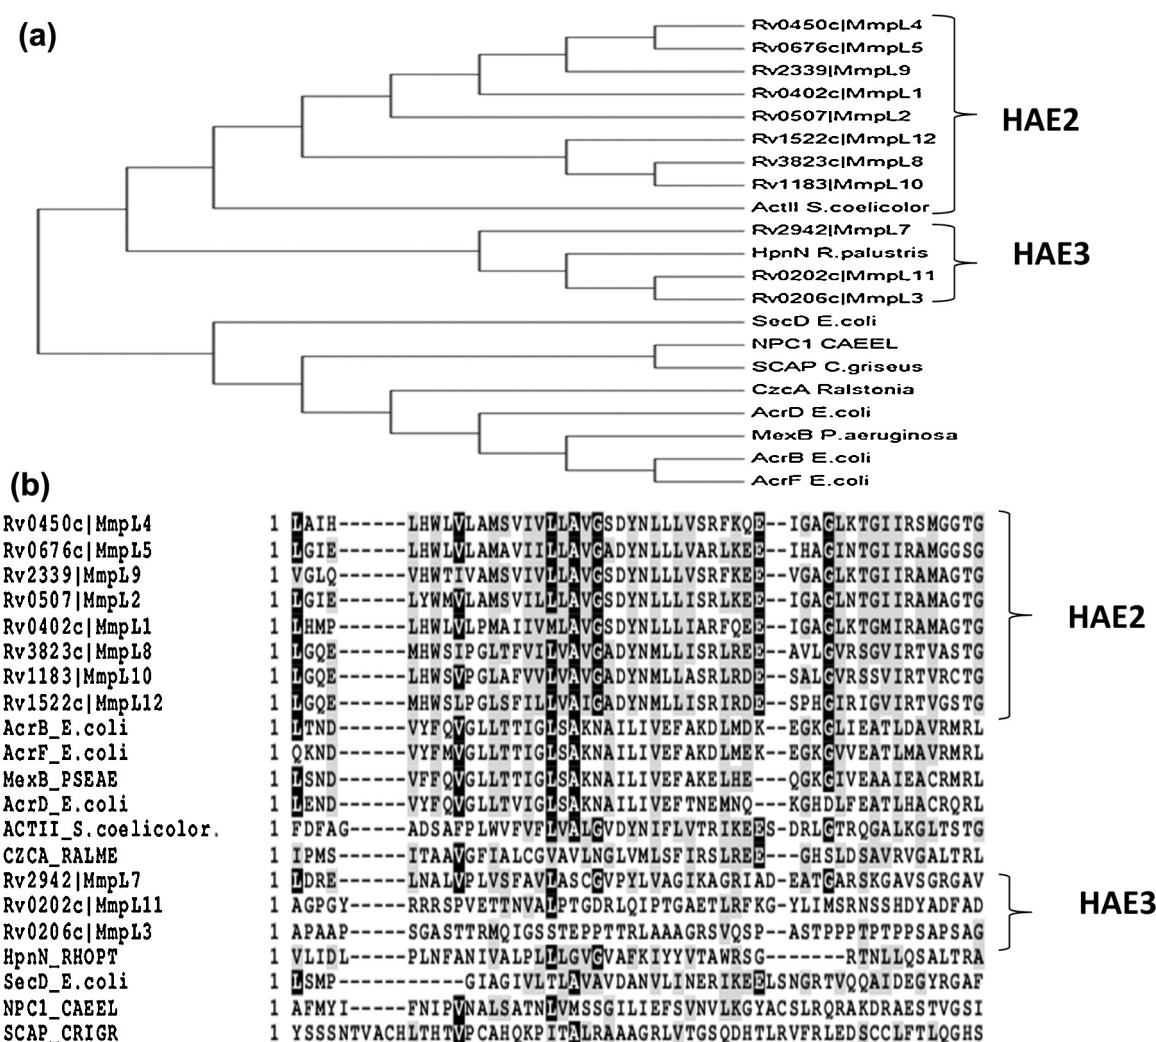 (a)
Rv0450c|MmpL4
Rv0676c|MmpL5
Rv2339|MmpL9
Rv0402c|MmpL1
Rv0507|MmpL2
Rv1522c|MmpL12
Rv3823c|MmpL8
Rv1183|MmpL10
ActII S.coelicolor
HAE2
Rv2942|MmpL7
HpnN R.palustris
Rv0202c|MmpL11
Rv0206c|MmpL3
HAE3
SecD E.coli
NPC1 CAEEL
SCAP C.griseus
CzcA Ralstonia
AcrD E.coli
MexB P.aeruginosa
AcrB E.coli
AcrF E.coli
(b)
Rv0450c|MmpL4 1 LAIH------LHWLVLAMSVIVLLAVGSDYNLLLVSRFKQE--IGAGLKTGIIRSMGGTG
Rv0676c|MmpL5 1 LGIE------LHWLVLAMAVIILLAVGADYNLLLVARLKEE--IHAGINTGIIRAMGGSG
Rv2339|MmpL9 1 VGLQ------VHWTIVAMSVIVLLAVGSDYNLLLVSRFKEE--VGAGLKTGIIRAMAGTG
Rv0507|MmpL2 1 LGIE------LYWMVLAMSVILLLAVGSDYNLLLISRLKEE--IGAGLNTGIIRAMAGTG
Rv0402c|MmpL1 1 LHMP------LHWLVLPMAIIVMLAVGSDYNLLLIARFQEE--IGAGLKTGMIRAMAGTG
Rv3823c|MmpL8 1 LGQE------MHWSIPGLTFVILVAVGADYNMLLISRLREE--AVLGVRSGVIRTVASTG
Rv1183|MmpL10 1 LGQE------LHWSVPGLAFVVLVAVGADYNMLLASRLRDE--SALGVRSSVIRTVRCTG
Rv1522c|MmpL12 1 LGQE------MHWSLPGLSFILLVAIGADYNMLLISRIRDE--SPHGIRIGVIRTVGSTG
HAE2
AcrB_E.coli 1 LTND------VYFQVGLLTTIGLSAKNAILIVEFAKDLMDK--EGKGLIEATLDAVRMRL
AcrF_E.coli 1 QKND------VYFMVGLLTTIGLSAKNAILIVEFAKDLMEK--EGKGVVEATLMAVRMRL
MexB_PSEAE 1 LSND------VFFQVGLLTTIGLSAKNAILIVEFAKELHE---QGKGIVEAAIEACRMRL
AcrD_E.coli 1 LEND------VYFQVGLLTVIGLSAKNAILIVEFTNEMNQ---KGHDLFEATLHACRQRL
ACTII_S.coelicolor. 1 FDFAG-----ADSAFPLWVFVFLVALGVDYNIFLVTRIKEES-DRLGTRQGALKGLTSTG
CZCA_RALME 1 IPMS------ITAAVGFIALCGVAVLNGLVMLSFIRSLREE---GHSLDSAVRVGALTRL
Rv2942|MmpL7 1 LDRE------LNALVPLVSFAVLASCGVPYLVAGIKAGRIAD-EATGARSKGAVSGRGAV
Rv0202c|MmpL11 1 AGPGY-----RRRSPVETTNVALPTGDRLQIPTGAETLRFKG-YLIMSRNSSHDYADFAD
Rv0206c|MmpL3 1 APAAP-----SGASTTRMQIGSSTEPPTTRLAAAGRSVQSP--ASTPPPTPTPPSAPSAG
HpnN_RHOPT 1 VLIDL-----PLNFANIVALPLLLGVGVAFKIYYVTAWRSG-------RTNLLQSALTRA
HAE3
SecD_E.coli 1 LSMP-----------GIAGIVLTLAVAVDANVLINERIKEELSNGRTVQQAIDEGYRGAF
NPC1_CAEEL 1 AFMYI-----FNIPVNALSATNLVMSSGILIEFSVNVLKGYACSLRQRAKDRAESTVGSI
SCAP_CRIGR 1 YSSSNTVACHLTHTVPCAHQKPITALRAAAGRLVTGSQDHTLRVFRLEDSCCLFTLQGHS